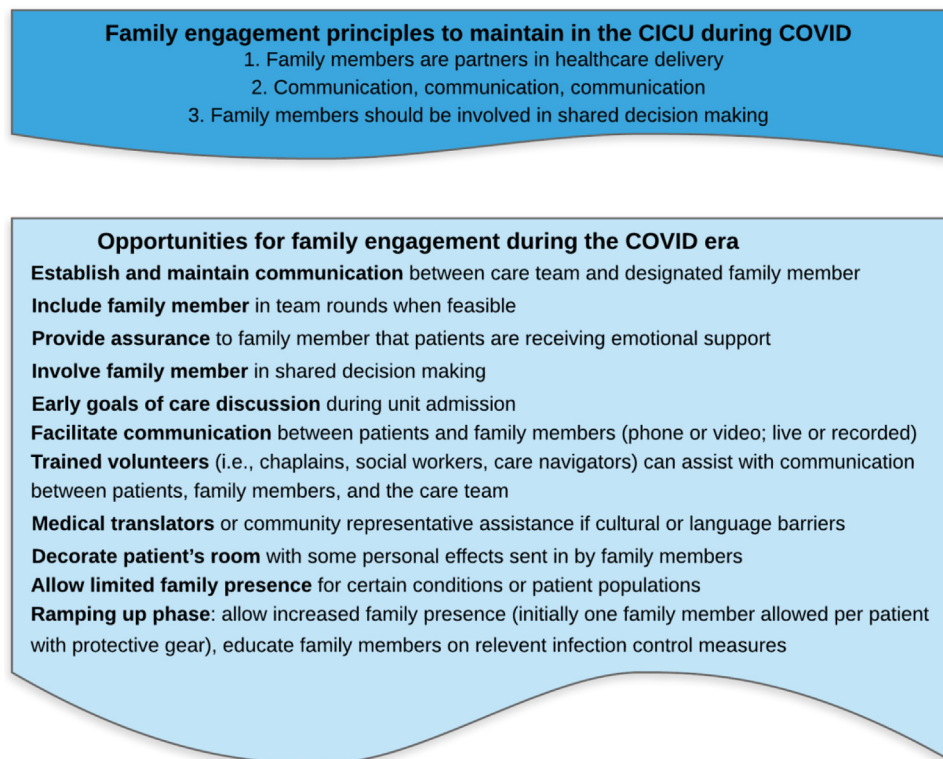 Family engagement principles to maintain in the CICU during COVID
1. Family members are partners in healthcare delivery
2. Communication, communication, communication
3. Family members should be involved in shared decision making
Opportunities for family engagement during the COVID era
Establish and maintain communication between care team and designated family member
Include family member in team rounds when feasible
Provide assurance to family member that patients are receiving emotional support
Involve family member in shared decision making
Early goals of care discussion during unit admission
Facilitate communication between patients and family members (phone or video; live or recorded)
Trained volunteers (i.e., chaplains, social workers, care navigators) can assist with communication
between patients, family members, and the care team
Medical translators or community representative assistance if cultural or language barriers
Decorate patient's room with some personal effects sent in by family members
Allow limited family presence for certain conditions or patient populations
Ramping up phase: allow increased family presence (initially one family member allowed per patient
with protective gear), educate family members on relevent infection control measures